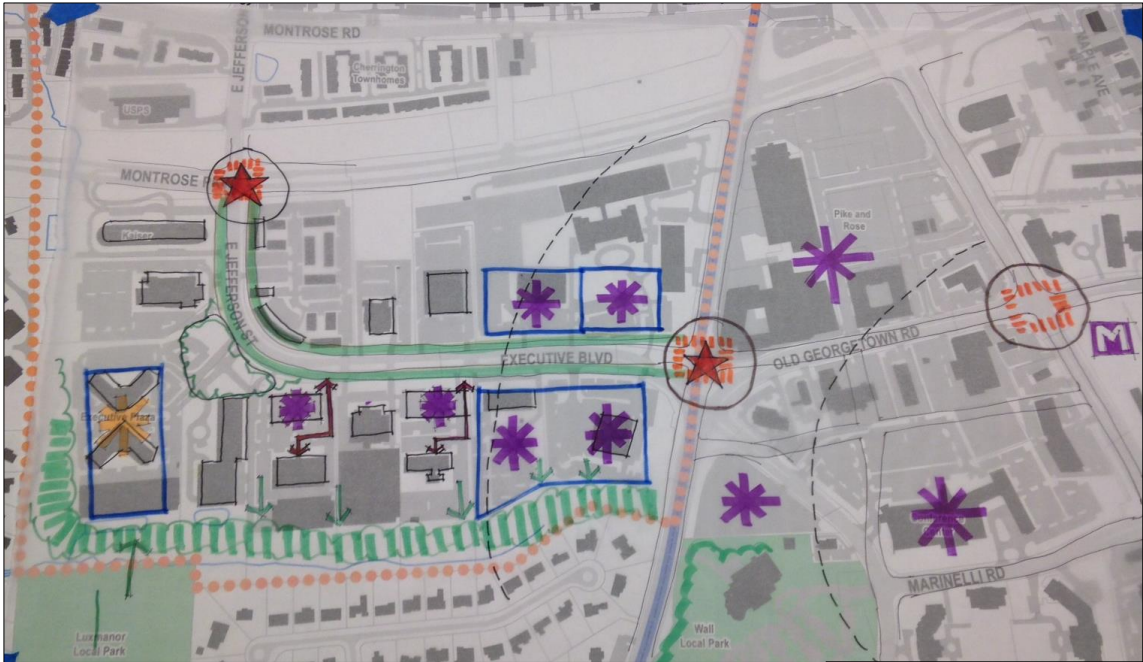 MONTROSE RD
E JEFFERSON
Cherrington
Townhomes
USPS
MAPLE AVE
MONTROSE P
Kaiser
E JEFFERSON ST
Pike and
Rose
EXECUTIVE BLVD
OLD GEORGETOWN RD
M
Executive Plaza
MARINELLI RD
Luxmanor
Local Park
Wall
Local Park